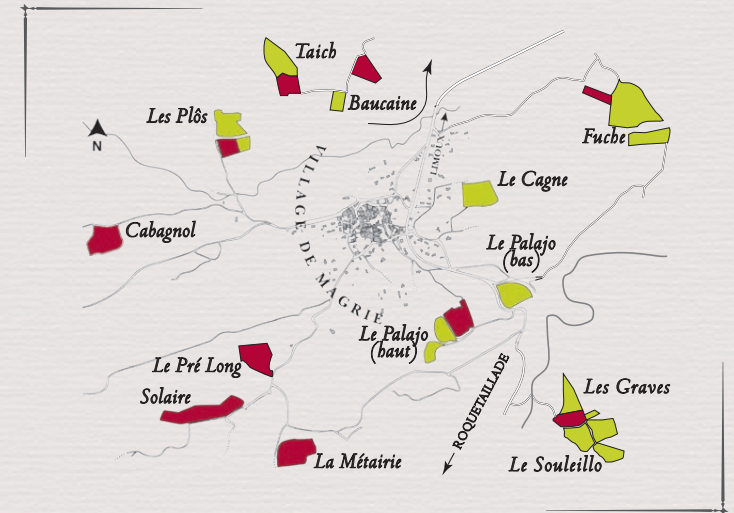 Taich
Baucaine
Les Plôs
N
Fuche
LIMOUX
VILLAGE DE MAGRIE
Le Cagne
Cabagnol
Le Palajo
(bas)
Le Palajo
(haut)
Le Pré Long
Solaire
ROQUETAILLADE
Les Graves
La Métairie
Le Souleillo